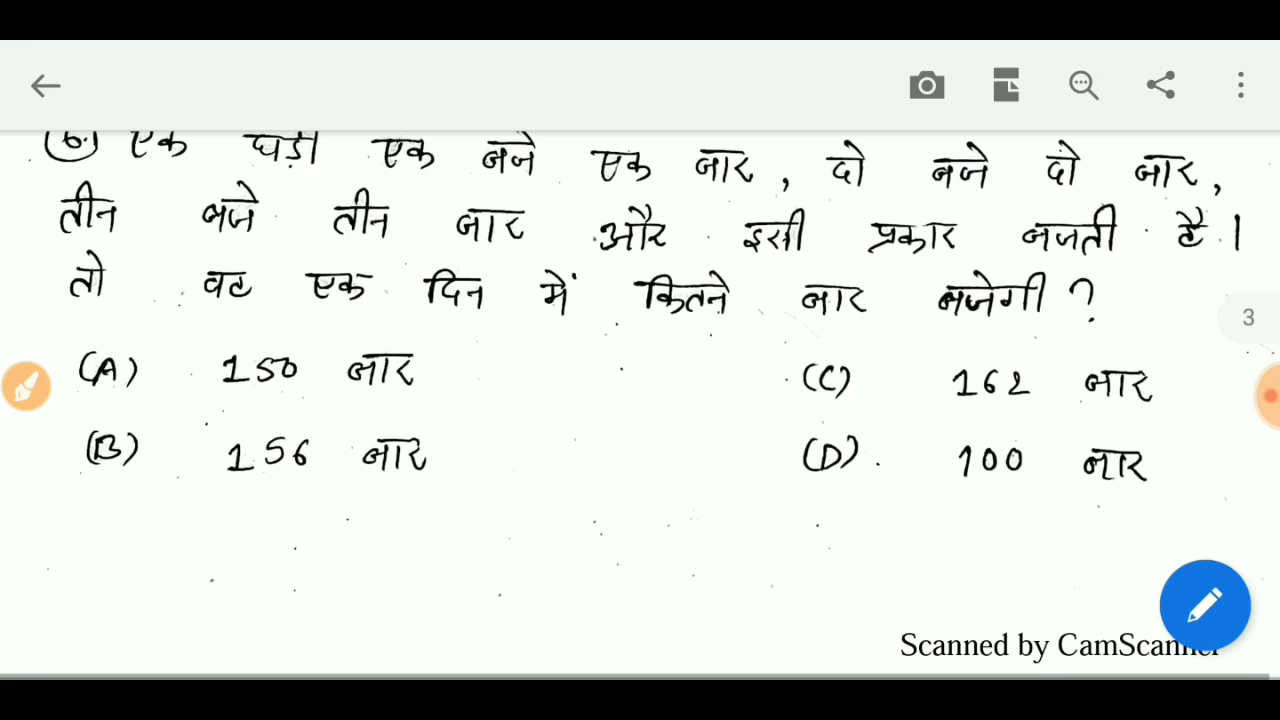 (6.) एक घड़ी एक बजे एक बार, दो बजे दो बार,
तीन बजे तीन बार और इसी प्रकार बजती है।
तो वह एक दिन में कितने बार बजेगी?
3
(A) 150 बार (C) 162 बार
(B) 156 बार (D). 100 बार
Scanned by CamScanner